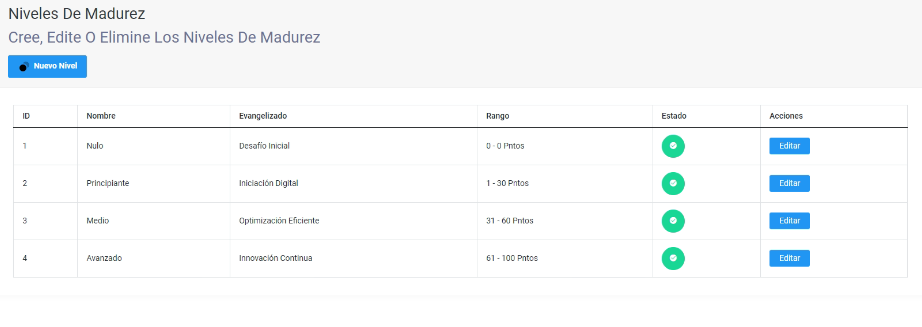 Niveles De Madurez
Cree, Edite O Elimine Los Niveles De Madurez
Nuevo Nivel
ID Nombre Evangelizado Rango Estado Acciones
1 Nulo Desafío Inicial 0 - 0 Pntos Editar
2 Principiante Iniciación Digital 1 - 30 Pntos Editar
3 Medio Optimización Eficiente 31 - 60 Pntos Editar
4 Avanzado Innovación Continua 61 - 100 Pntos Editar